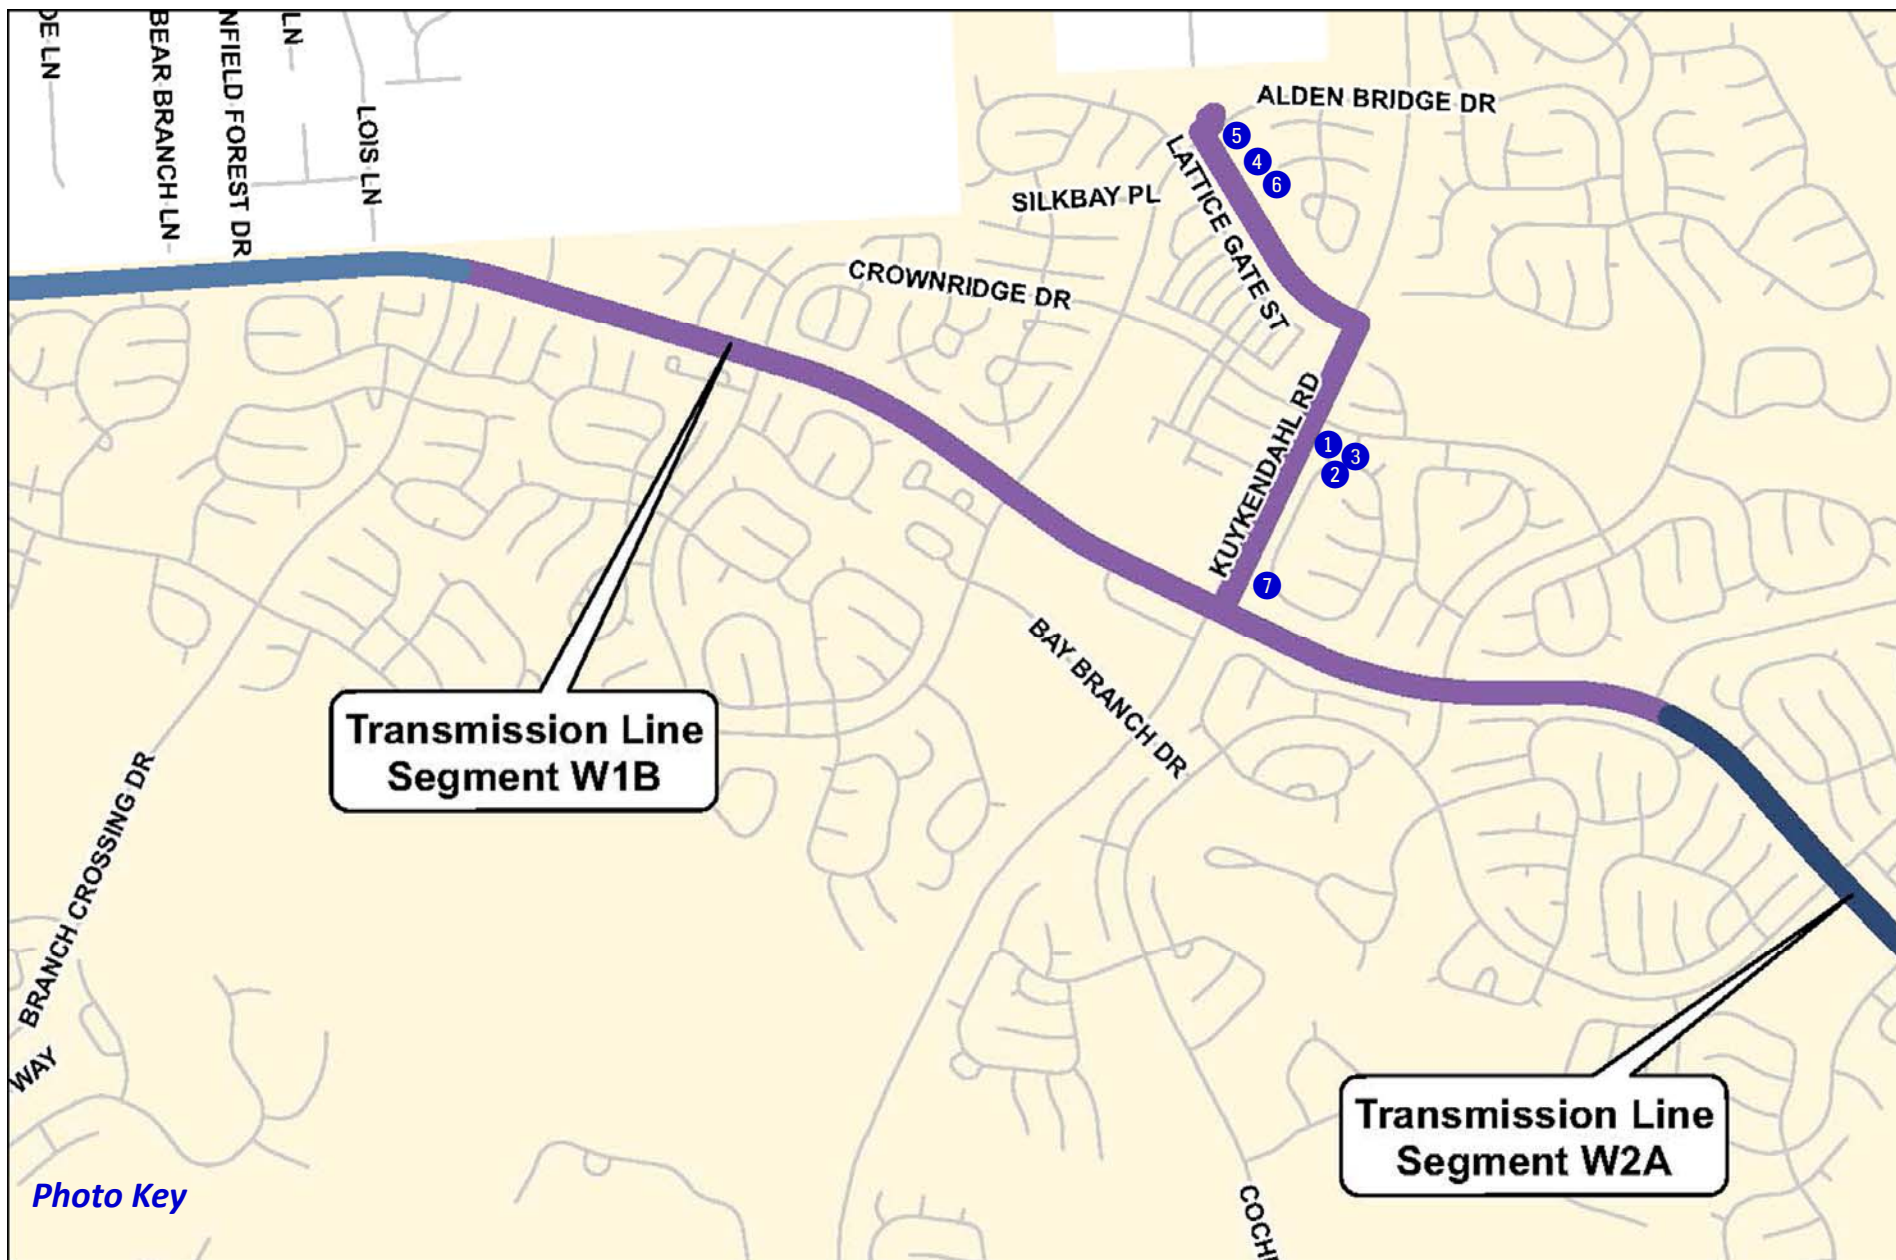 DE LN
BEAR BRANCH LN
NFIELD FOREST DR
LN
LOIS LN
ALDEN BRIDGE DR
5
4
6
LATTICE GATE ST
SILKBAY PL
CROWNRIDGE DR
KUYKENDAHL RD
1
3
2
7
BAY BRANCH DR
Transmission Line
Segment W1B
BRANCH CROSSING DR
WAY
Transmission Line
Segment W2A
Photo Key
COCH